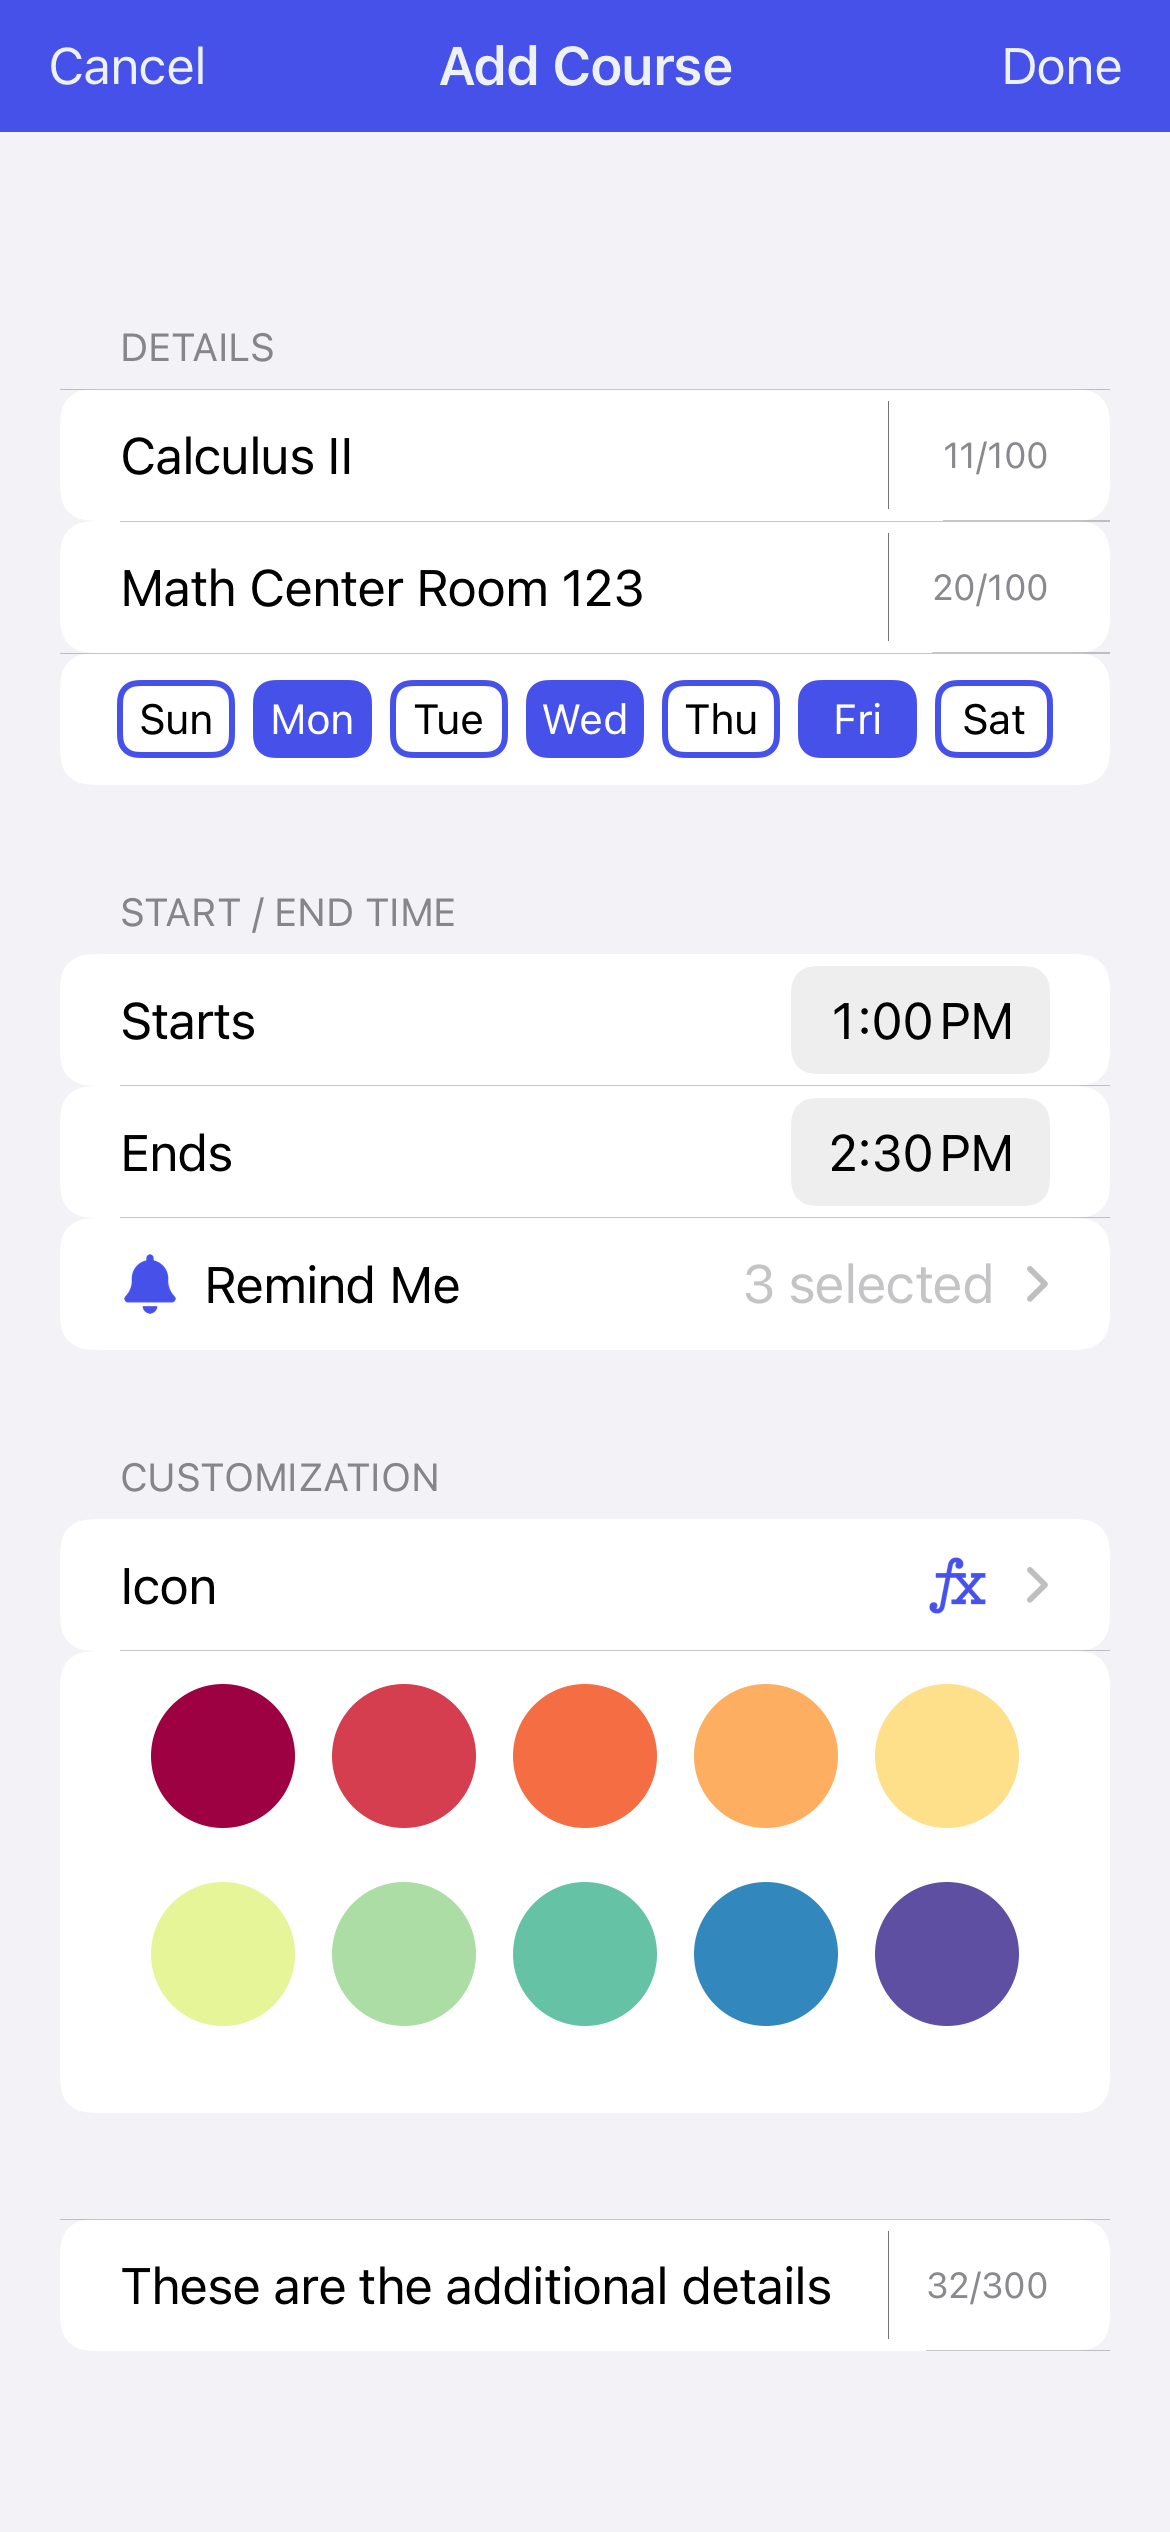 Cancel Add Course Done
DETAILS
Calculus II 11/100
Math Center Room 123 20/100
Sun Mon Tue Wed Thu Fri Sat
START / END TIME
Starts 1:00 PM
Ends 2:30 PM
Remind Me 3 selected
CUSTOMIZATION
Icon fx
These are the additional details 32/300